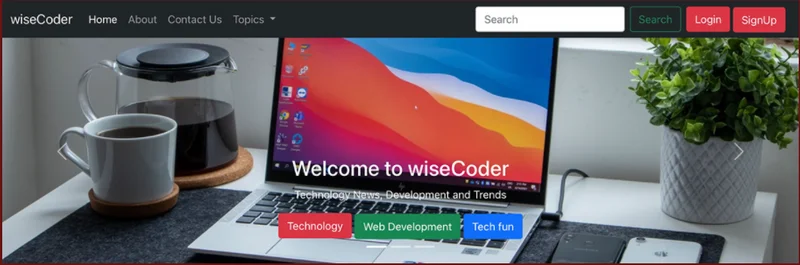 wiseCoder Home About Contact Us Topics Search Search Login SignUp
Welcome to wiseCoder
Technology News, Development and Trends
Technology Web Development Tech fun